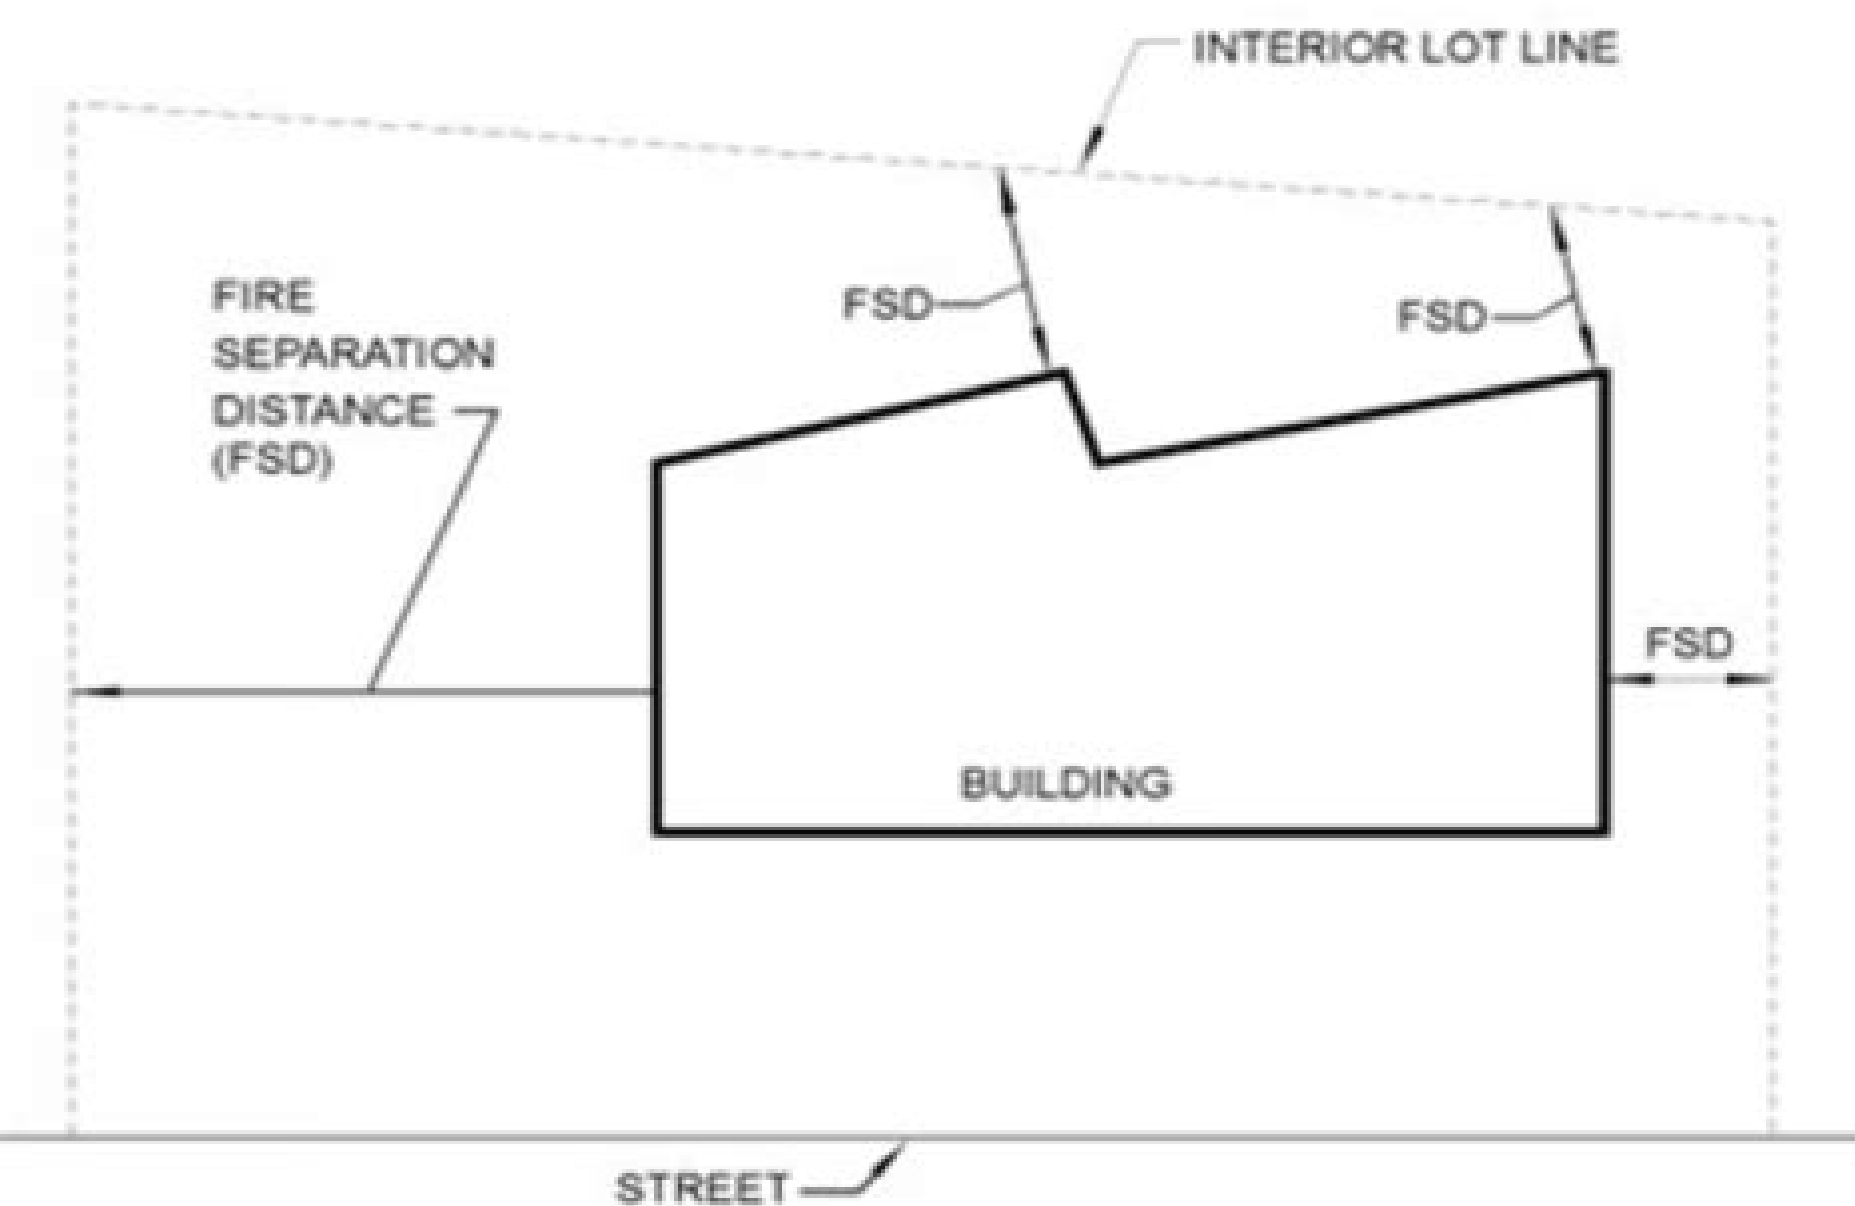 INTERIOR LOT LINE
FIRE
SEPARATION
DISTANCE
(FSD)
FSD
FSD
FSD
BUILDING
STREET